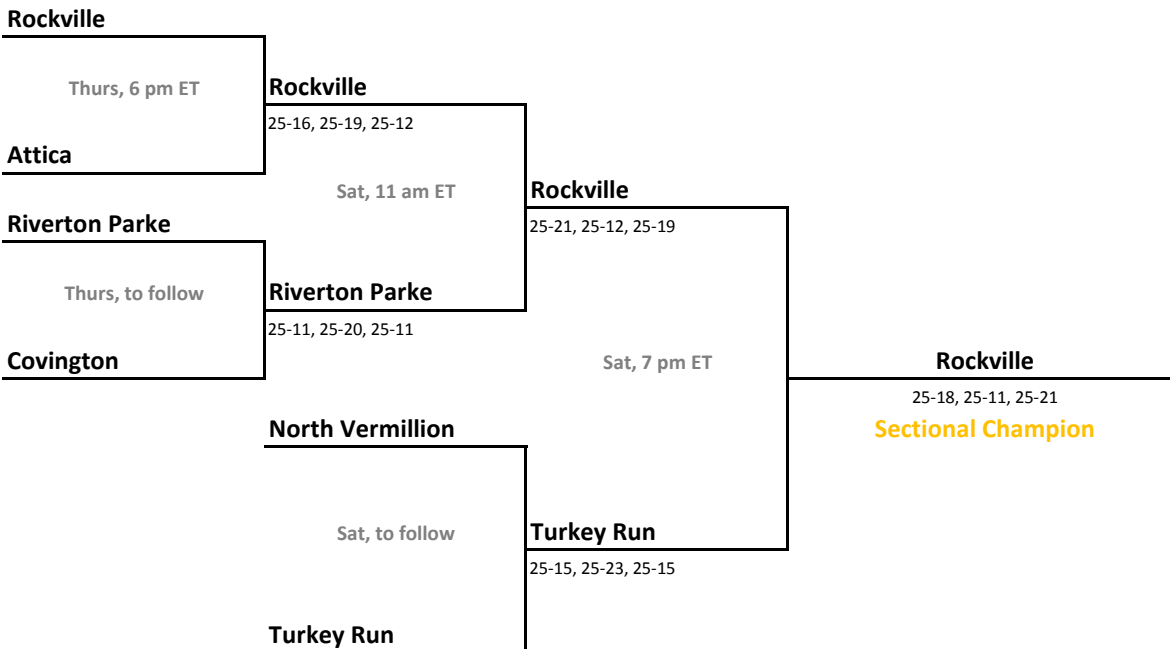 Rockville
Thurs, 6 pm ET
Rockville
25-16, 25-19, 25-12
Attica
Sat, 11 am ET
Rockville
25-21, 25-12, 25-19
Riverton Parke
Thurs, to follow
Riverton Parke
25-11, 25-20, 25-11
Covington
Sat, 7 pm ET
Rockville
25-18, 25-11, 25-21
Sectional Champion
North Vermillion
Sat, to follow
Turkey Run
25-15, 25-23, 25-15
Turkey Run